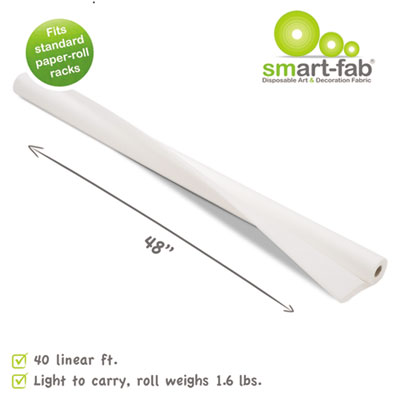 Fits
standard
paper-roll
racks
smart-fab®
Disposable Art & Decoration Fabric
48”
40 linear ft.
Light to carry, roll weighs 1.6 lbs.